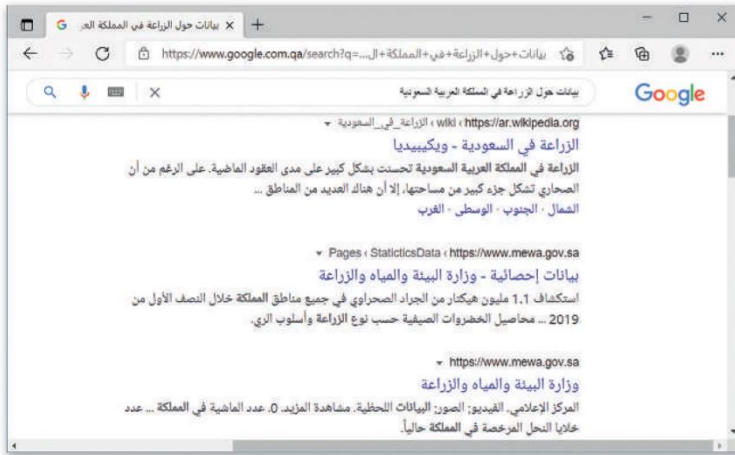 بيانات حول الزراعة في المملكة العر
https://www.google.com.qa/search?q=...بيانات+حول+الزراعة+في+المملكة+ال
Google
بيانات حول الزراعة في المملكة العربية السعودية
https://ar.wikipedia.org › wiki › الزراعة_في_السعودية
الزراعة في السعودية - ويكيبيديا
الزراعة في المملكة العربية السعودية تحسنت بشكل كبير على مدى العقود الماضية. على الرغم من أن
الصحاري تشكل جزء كبير من مساحتها، إلا أن هناك العديد من المناطق ...
الشمال · الجنوب · الوسطى · الغرب
https://www.mewa.gov.sa › StaticticsData › Pages
بيانات إحصائية - وزارة البيئة والمياه والزراعة
استكشاف 1.1 مليون هيكتار من الجراد الصحراوي في جميع مناطق المملكة خلال النصف الأول من
2019 ... محاصيل الخضروات الصيفية حسب نوع الزراعة وأسلوب الري.
https://www.mewa.gov.sa
وزارة البيئة والمياه والزراعة
المركز الإعلامي. الفيديو: الصور: البيانات اللحظية. مشاهدة المزيد. 0. عدد الماشية في المملكة ... عدد
خلايا النحل المرخصة في المملكة حالياً.